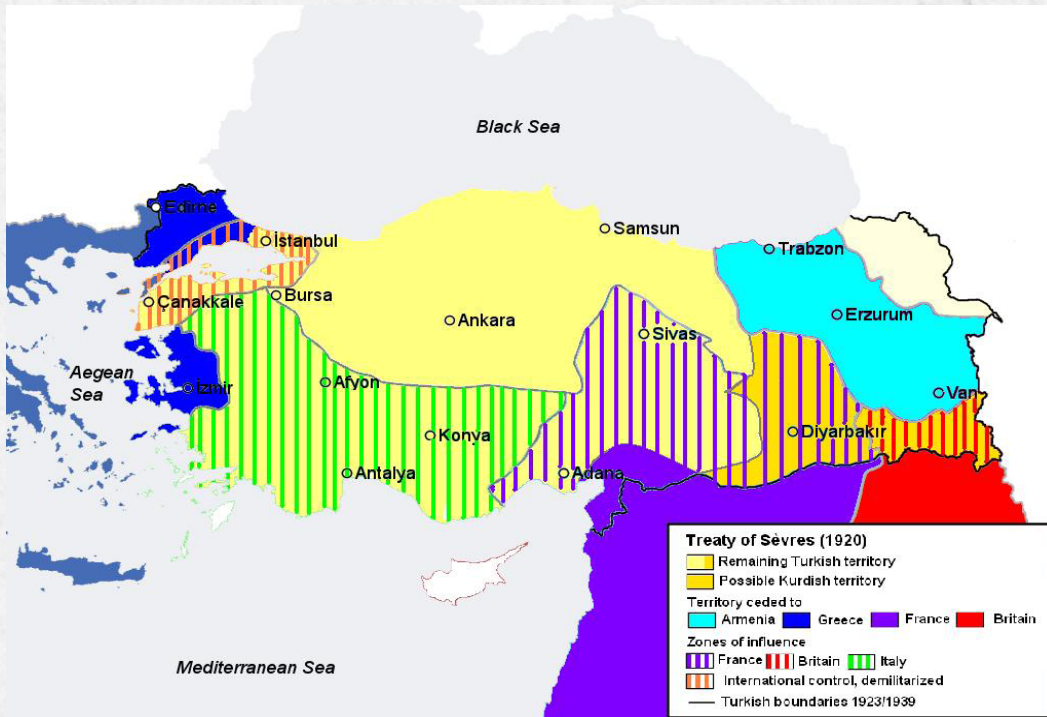 Black Sea
Edirne
İstanbul
Samsun
Trabzon
Çanakkale
Bursa
Ankara
Sivas
Erzurum
Aegean
Sea
İzmir
Afyon
Van
Konya
Diyarbakır
Antalya
Adana
Mediterranean Sea
Treaty of Sèvres (1920)
Remaining Turkish territory
Possible Kurdish territory
Territory ceded to
Armenia Greece France Britain
Zones of influence
France Britain Italy
International control, demilitarized
Turkish boundaries 1923/1939